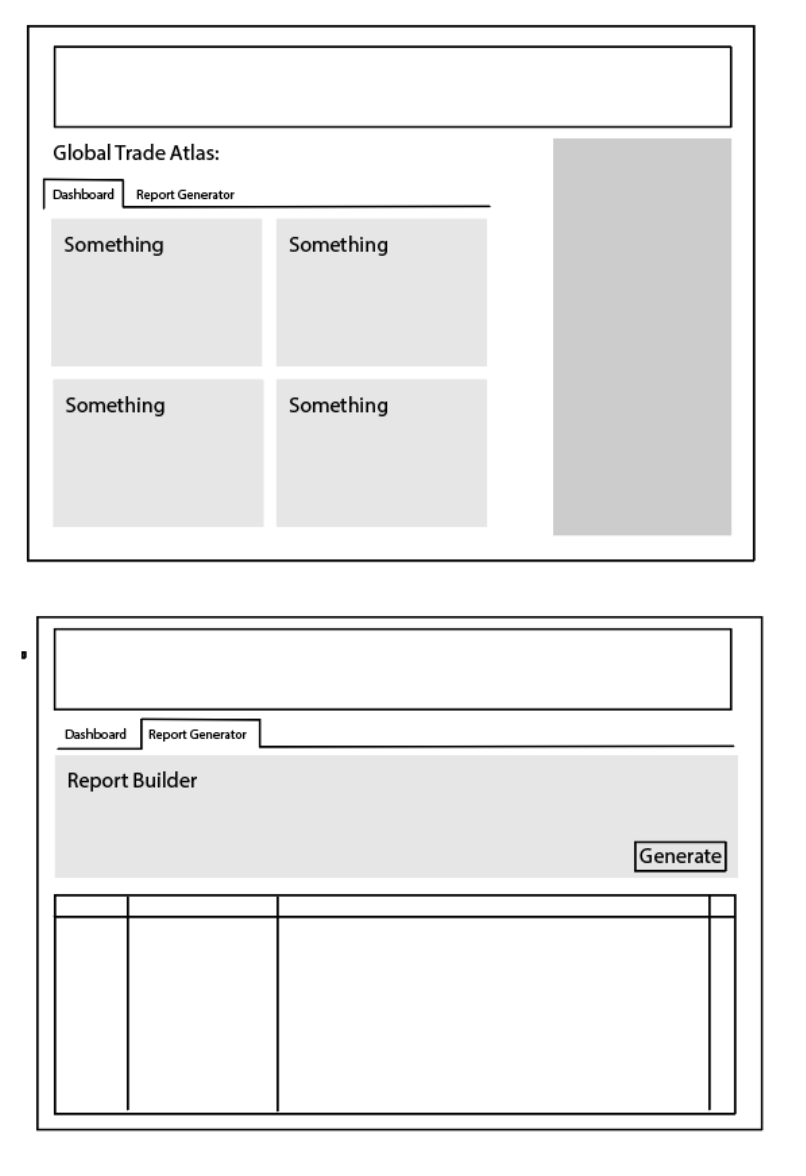 Global Trade Atlas:
Dashboard Report Generator
Something Something
Something Something
Dashboard Report Generator
Report Builder
Generate